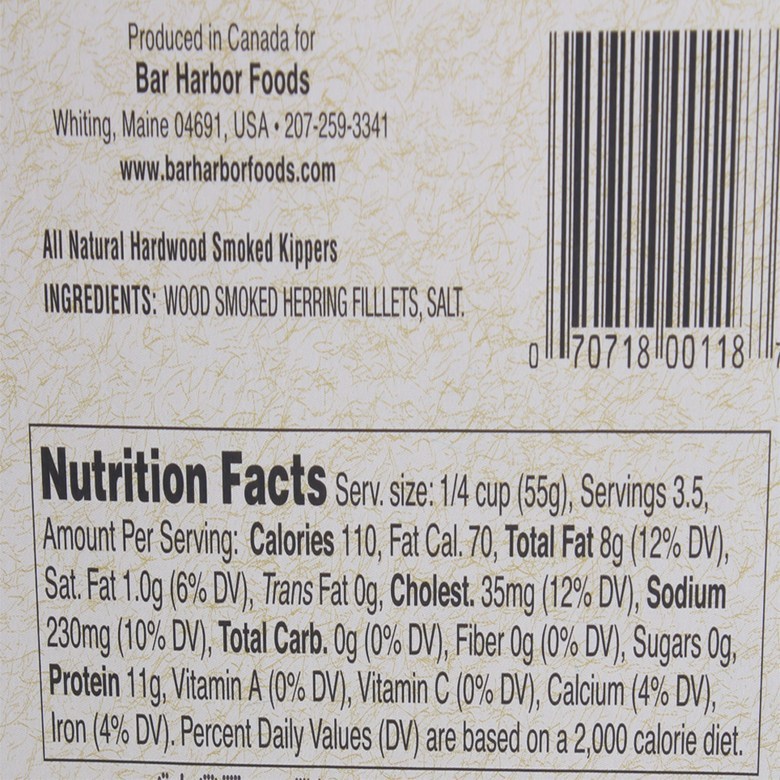 Produced in Canada for
Bar Harbor Foods
Whiting, Maine 04691, USA • 207-259-3341
www.barharborfoods.com
All Natural Hardwood Smoked Kippers
INGREDIENTS: WOOD SMOKED HERRING FILLLETS, SALT.
0 70718 00118 7
Nutrition Facts Serv. size: 1/4 cup (55g), Servings 3.5,
Amount Per Serving: Calories 110, Fat Cal. 70, Total Fat 8g (12% DV),
Sat. Fat 1.0g (6% DV), Trans Fat 0g, Cholest. 35mg (12% DV), Sodium
230mg (10% DV), Total Carb. 0g (0% DV), Fiber 0g (0% DV), Sugars 0g,
Protein 11g, Vitamin A (0% DV), Vitamin C (0% DV), Calcium (4% DV),
Iron (4% DV). Percent Daily Values (DV) are based on a 2,000 calorie diet.